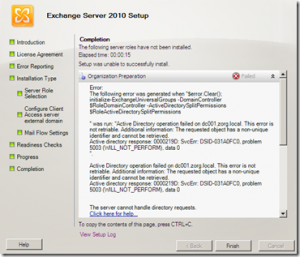 Exchange Server 2010 Setup
Introduction
License Agreement
Error Reporting
Installation Type
Server Role
Selection
Configure Client
Access server external
domain
Mail Flow Settings
Readiness Checks
Progress
Completion
Completion
The following server roles have not been installed.
Elapsed time: 00:00:15
Setup was unable to successfully install.
Organization Preparation
Failed
Error:
The following error was generated when "$error.Clear();
initialize-ExchangeUniversalGroups -DomainController
$RoleDomainController -ActiveDirectorySplitPermissions
$RoleActiveDirectorySplitPermissions
" was run: "Active Directory operation failed on dc01.zorg.local. This error is
not retriable. Additional information: The requested object has a non-unique
identifier and cannot be retrieved.
Active directory response: 0000219D: SvcErr: DSID-031A0FC0, problem
5003 (WILL_NOT_PERFORM), data 0
".
Active Directory operation failed on dc01.zorg.local. This error is not
retriable. Additional information: The requested object has a non-unique
identifier and cannot be retrieved.
Active directory response: 0000219D: SvcErr: DSID-031A0FC0, problem
5003 (WILL_NOT_PERFORM), data 0
The server cannot handle directory requests.
Click here for help...
To copy the contents of this page, press CTRL+C.
View Setup Log
Help
< Back
Finish
Cancel